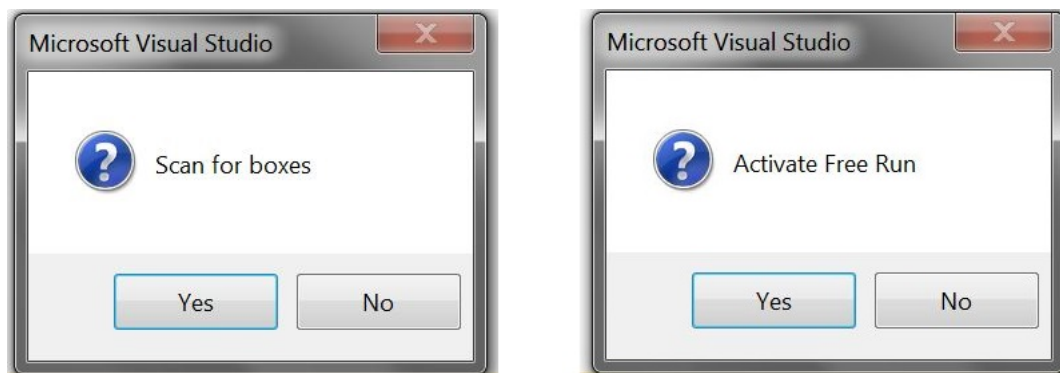 Microsoft Visual Studio
Scan for boxes
Yes No
Microsoft Visual Studio
Activate Free Run
Yes No